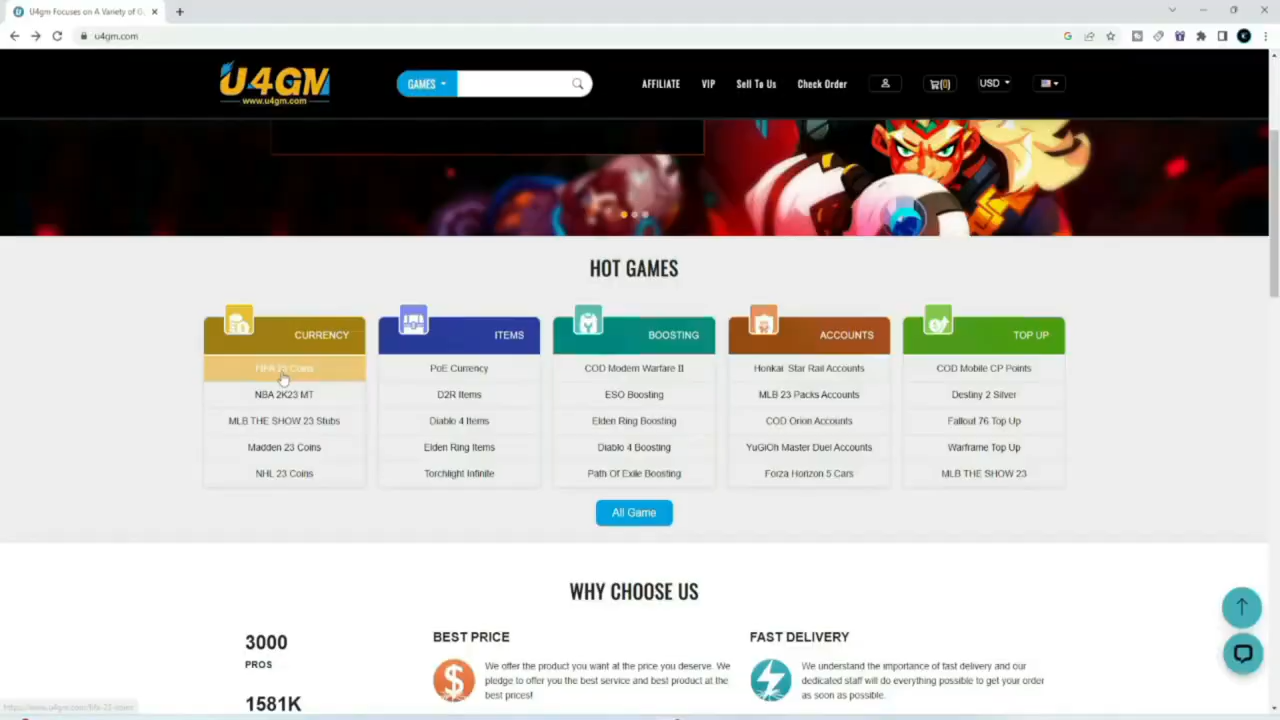 U4gm Focuses on A Variety of G
u4gm.com
U4GM
www.u4gm.com
GAMES
AFFILIATE
VIP
Sell To Us
Check Order
(0)
USD
HOT GAMES
CURRENCY
FIFA 23 Coins
NBA 2K23 MT
MLB THE SHOW 23 Stubs
Madden 23 Coins
NHL 23 Coins
ITEMS
PoE Currency
D2R Items
Diablo 4 Items
Elden Ring Items
Torchlight Infinite
BOOSTING
COD Modern Warfare II
ESO Boosting
Elden Ring Boosting
Diablo 4 Boosting
Path Of Exile Boosting
ACCOUNTS
Honkai: Star Rail Accounts
MLB 23 Packs Accounts
COD Orion Accounts
YuGiOh Master Duel Accounts
Forza Horizon 5 Cars
TOP UP
COD Mobile CP Points
Destiny 2 Silver
Fallout 76 Top Up
Warframe Top Up
MLB THE SHOW 23
All Game
WHY CHOOSE US
3000
PROS
1581K
BEST PRICE
We offer the product you want at the price you deserve. We
pledge to offer you the best service and best product at the
best prices!
FAST DELIVERY
We understand the importance of fast delivery and our
dedicated staff will do everything possible to get your order
as soon as possible.